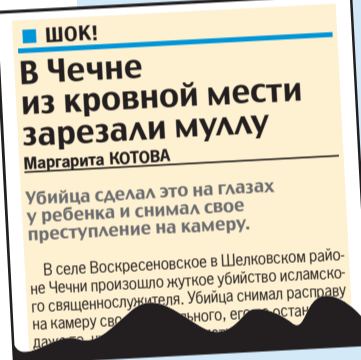 ШОК!
В Чечне
из кровной мести
зарезали муллу
Маргарита КОТОВА
Убийца сделал это на глазах
у ребенка и снимал свое
преступление на камеру.
В селе Воскресеновское в Шелковском райо-
не Чечни произошло жуткое убийство исламско-
го священнослужителя. Убийца снимал расправу
на камеру